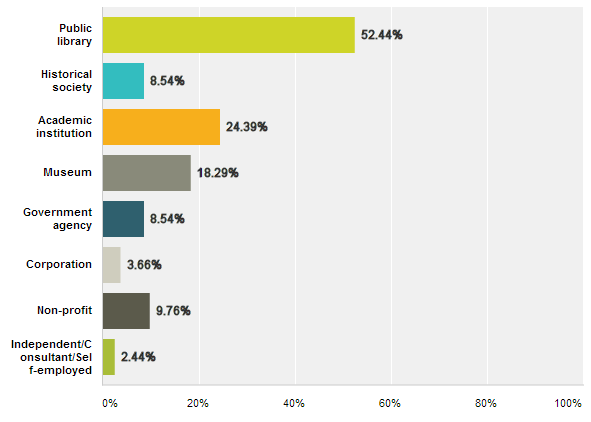 Public
library
52.44%
Historical
society
8.54%
Academic
institution
24.39%
Museum
18.29%
Government
agency
8.54%
Corporation
3.66%
Non-profit
9.76%
Independent/C
onsultant/Sel
f-employed
2.44%
0% 20% 40% 60% 80% 100%